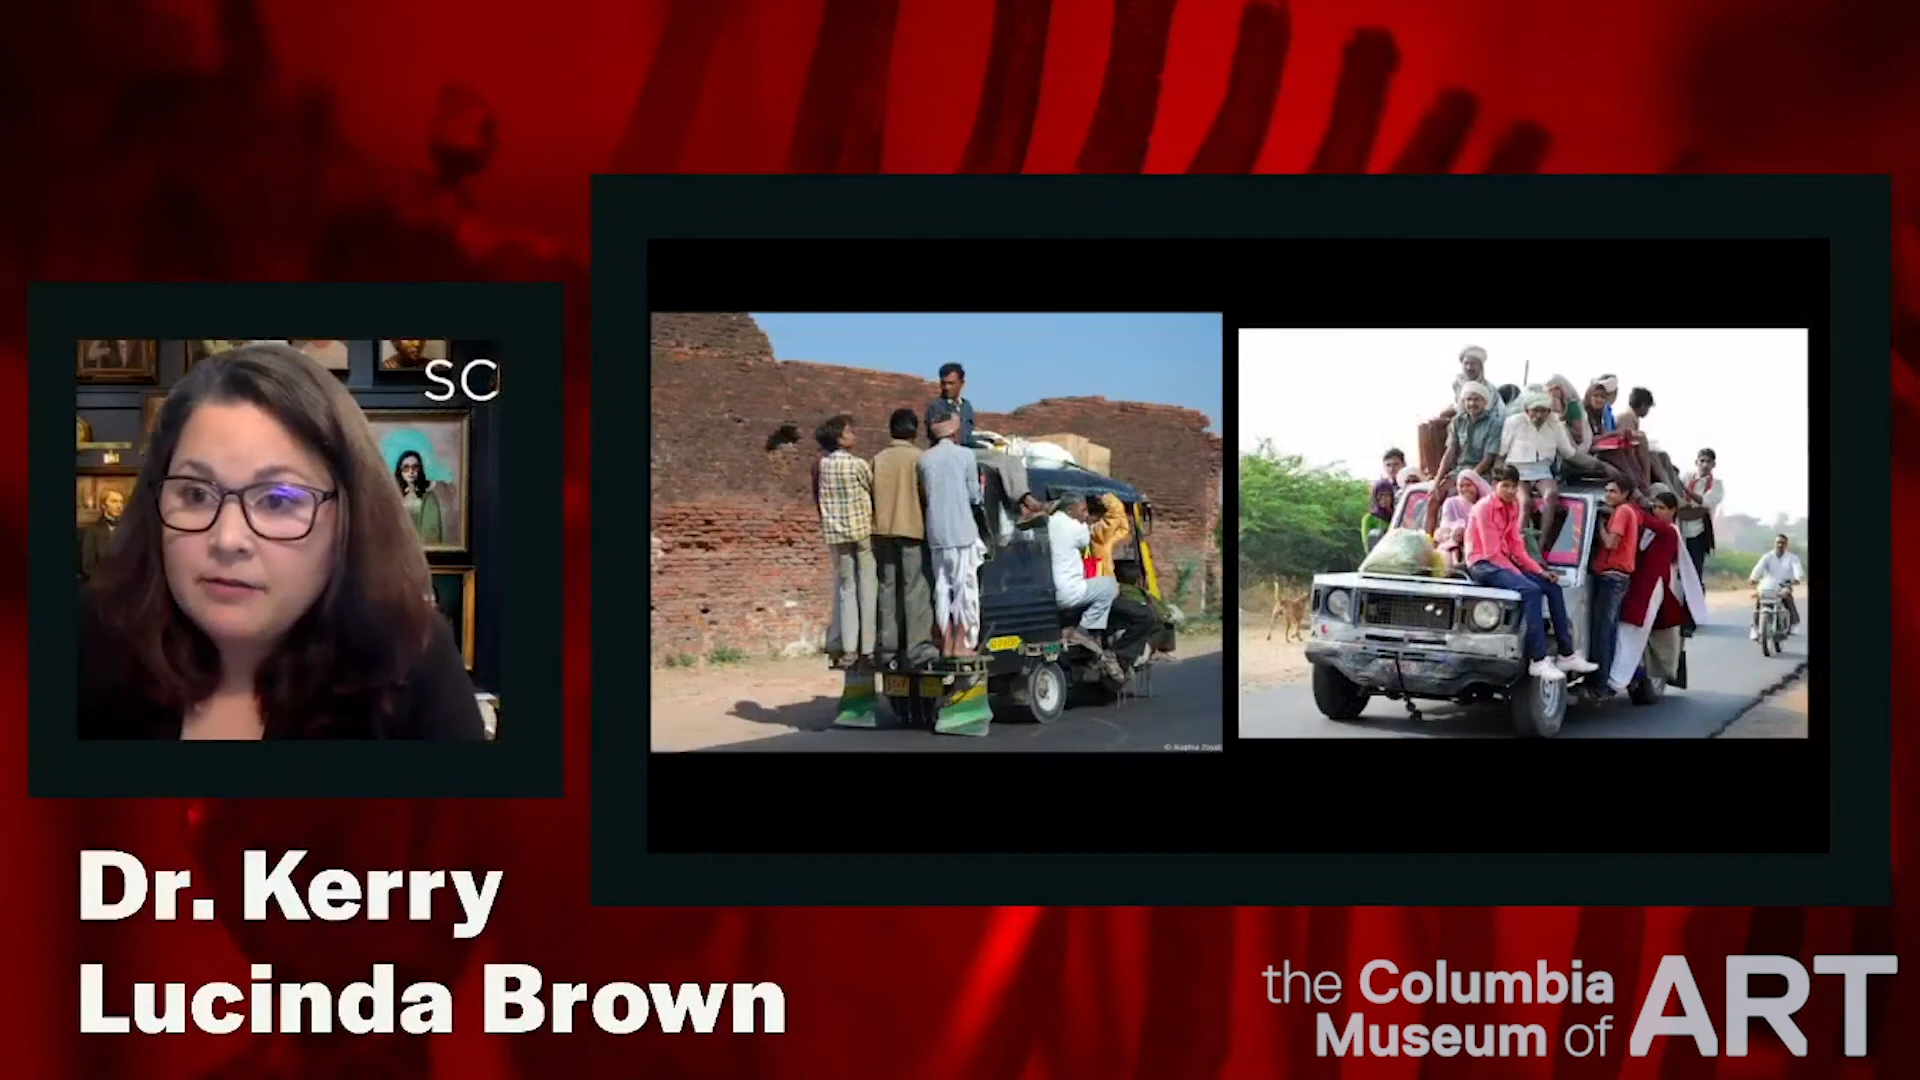 SC
Dr. Kerry
Lucinda Brown
the Columbia
Museum of
ART